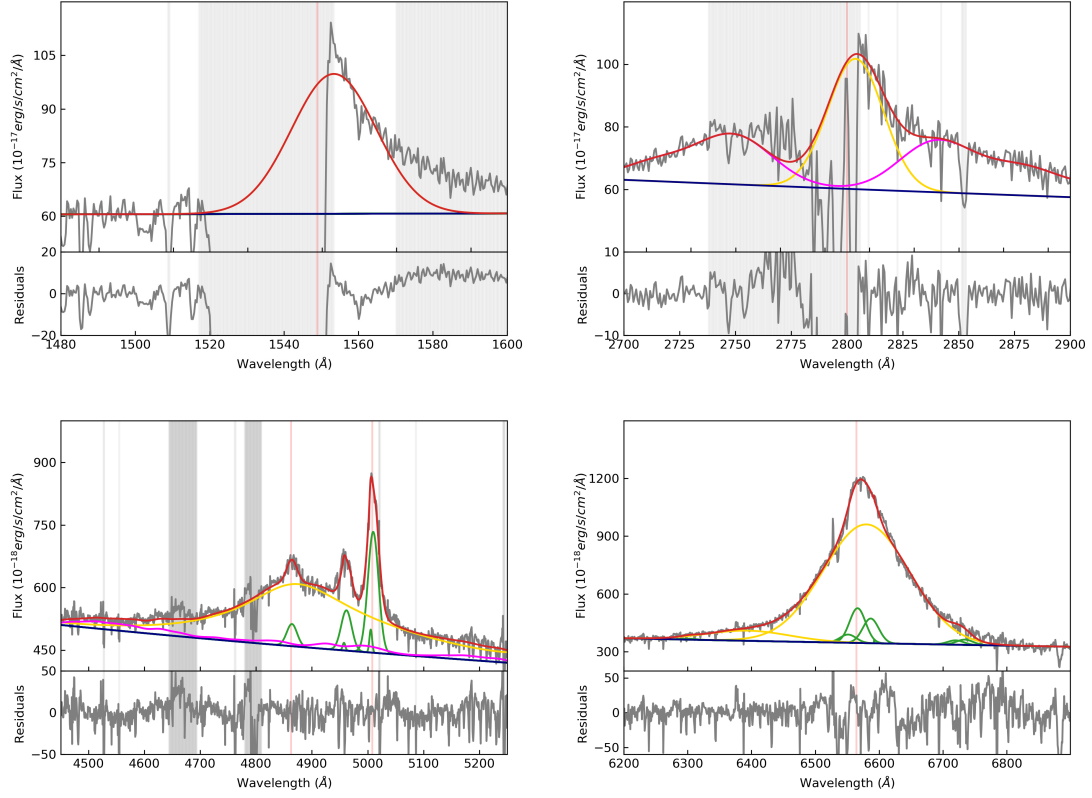 105
90
75
60
20
Flux (10⁻¹⁷erg/s/cm²/Å)
0
−20
Residuals
1480 1500 1520 1540 1560 1580 1600
Wavelength (Å)
100
80
60
10
Flux (10⁻¹⁷erg/s/cm²/Å)
0
−10
Residuals
2700 2725 2750 2775 2800 2825 2850 2875 2900
Wavelength (Å)
900
750
600
450
Flux (10⁻¹⁸erg/s/cm²/Å)
50
0
−50
Residuals
4500 4600 4700 4800 4900 5000 5100 5200
Wavelength (Å)
1200
900
600
300
Flux (10⁻¹⁸erg/s/cm²/Å)
50
0
−50
Residuals
6200 6300 6400 6500 6600 6700 6800
Wavelength (Å)